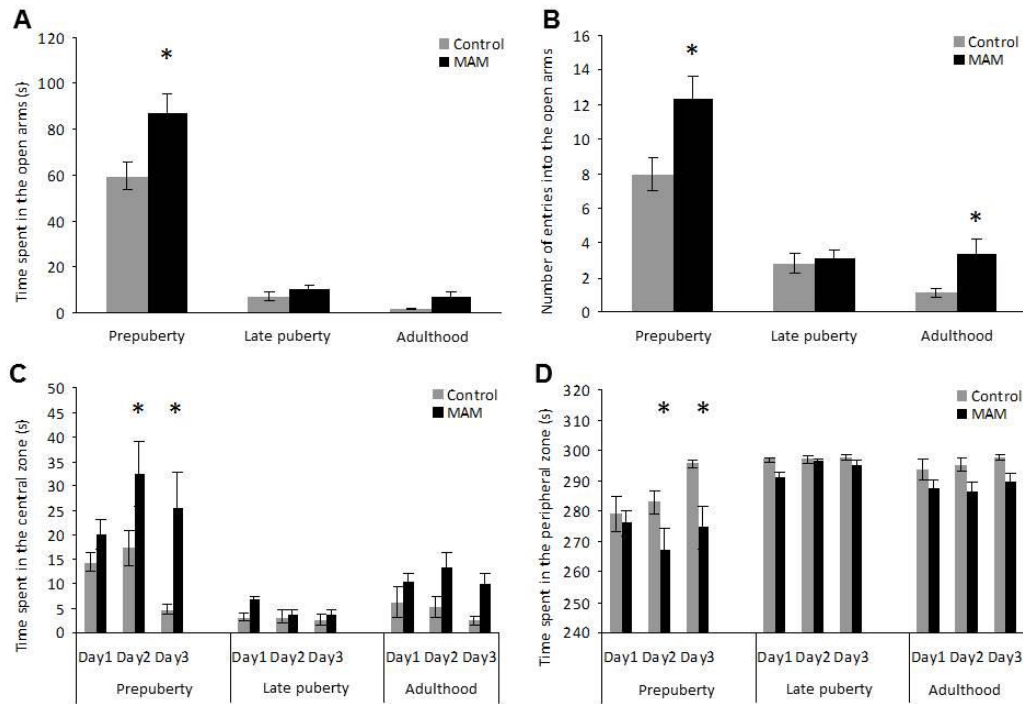 A
Time spent in the open arms (s)
120
100
80
60
40
20
0
*
Control
MAM
Prepuberty Late puberty Adulthood
B
Number of entries into the open arms
16
14
12
10
8
6
4
2
0
*
*
Control
MAM
Prepuberty Late puberty Adulthood
C
Time spent in the central zone (s)
50
45
40
35
30
25
20
15
10
5
0
* *
Control
MAM
Day1 Day2 Day3 Day1 Day2 Day3 Day1 Day2 Day3
Prepuberty Late puberty Adulthood
D
Time spent in the peripheral zone (s)
320
310
300
290
280
270
260
250
240
* *
Control
MAM
Day1 Day2 Day3 Day1 Day2 Day3 Day1 Day2 Day3
Prepuberty Late puberty Adulthood